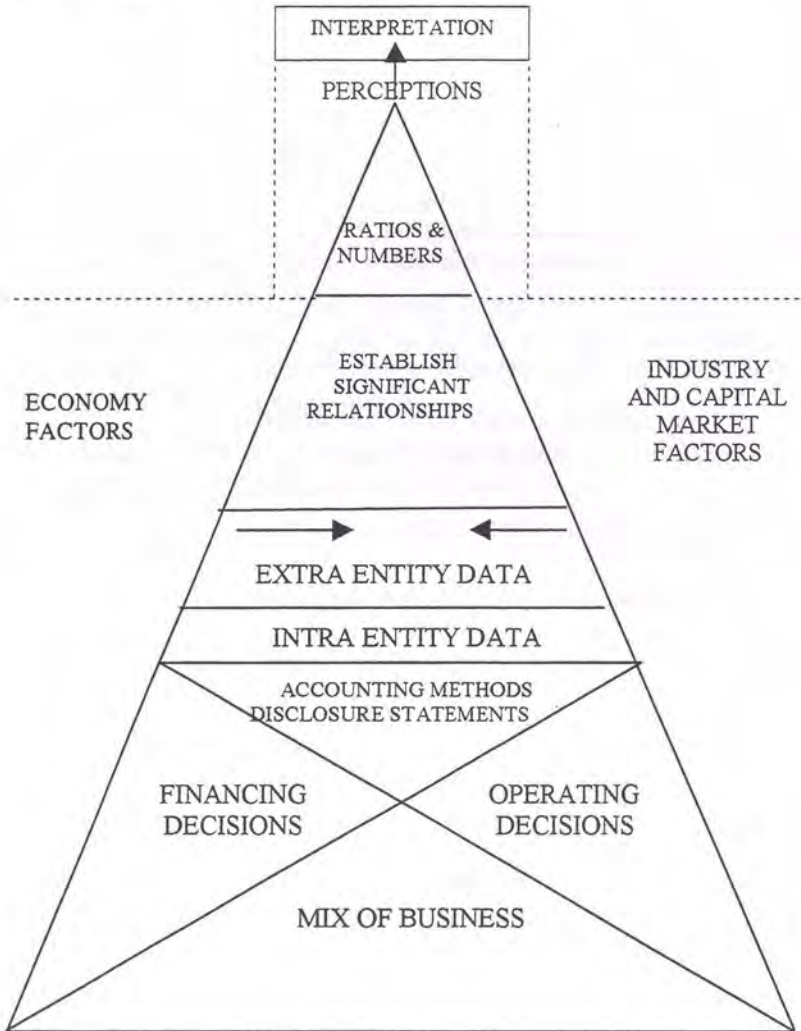 INTERPRETATION
PERCEPTIONS
RATIOS &
NUMBERS
ESTABLISH
SIGNIFICANT
RELATIONSHIPS
ECONOMY
FACTORS
INDUSTRY
AND CAPITAL
MARKET
FACTORS
EXTRA ENTITY DATA
INTRA ENTITY DATA
ACCOUNTING METHODS
DISCLOSURE STATEMENTS
FINANCING
DECISIONS
OPERATING
DECISIONS
MIX OF BUSINESS